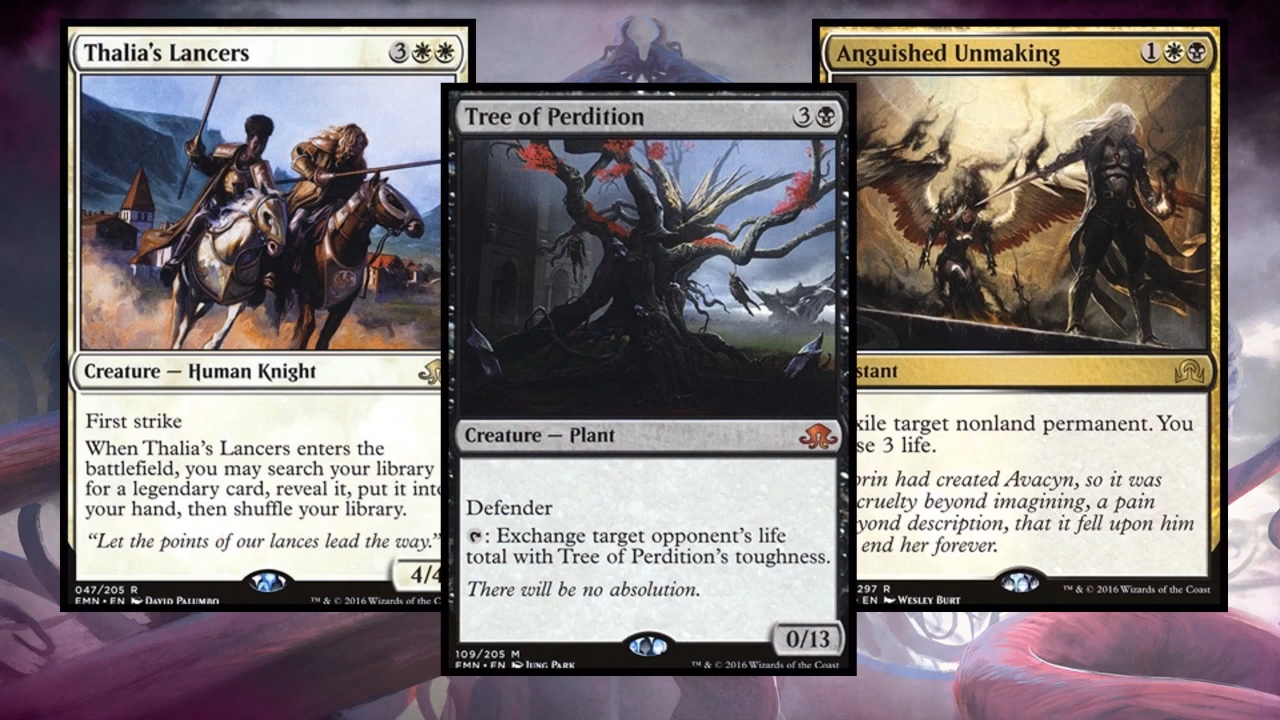 Thalia's Lancers 3
Creature — Human Knight
First strike
When Thalia's Lancers enters the
battlefield, you may search your library
for a legendary card, reveal it, put it into
your hand, then shuffle your library.
“Let the points of our lances lead the way.”
4/4
047/205 R
EMN • EN David Palumbo ™ & © 2016 Wizards of the C
Tree of Perdition 3
Creature — Plant
Defender
: Exchange target opponent's life
total with Tree of Perdition's toughness.
There will be no absolution.
0/13
109/205 M
EMN • EN Jung Park ™ & © 2016 Wizards of the Coast
Anguished Unmaking 1
stant
xile target nonland permanent. You
se 3 life.
orin had created Avacyn, so it was
cruelty beyond imagining, a pain
yond description, that it fell upon him
end her forever.
297 R
EN Wesley Burt ™ & © 2016 Wizards of the Coast